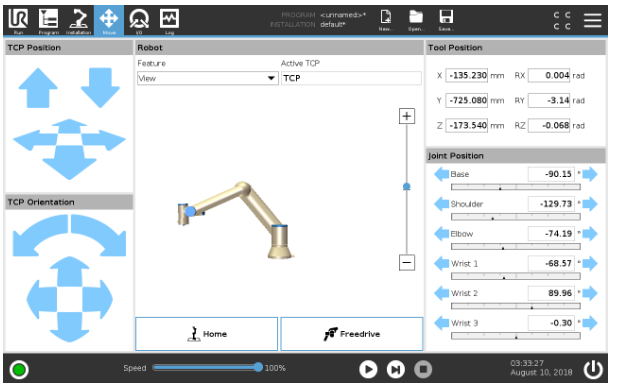 UR
Run Program Installation Move I/O Log
PROGRAM <unnamed>*
INSTALLATION default*
New... Open... Save...
C C
C C
TCP Position
Robot
Feature Active TCP
View TCP
Tool Position
X -135.230 mm RX 0.004 rad
Y -725.080 mm RY -3.14 rad
Z -173.540 mm RZ -0.068 rad
Joint Position
Base -90.15 °
Shoulder -129.73 °
Elbow -74.19 °
Wrist 1 -68.57 °
Wrist 2 89.96 °
Wrist 3 -0.30 °
TCP Orientation
Home
Freedrive
Speed 100%
03:33:27
August 10, 2018